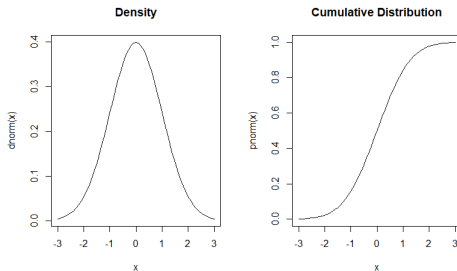 Density
dnorm(x)
0.0 0.1 0.2 0.3 0.4
-3 -2 -1 0 1 2 3
x
Cumulative Distribution
pnorm(x)
0.0 0.2 0.4 0.6 0.8 1.0
-3 -2 -1 0 1 2 3
x